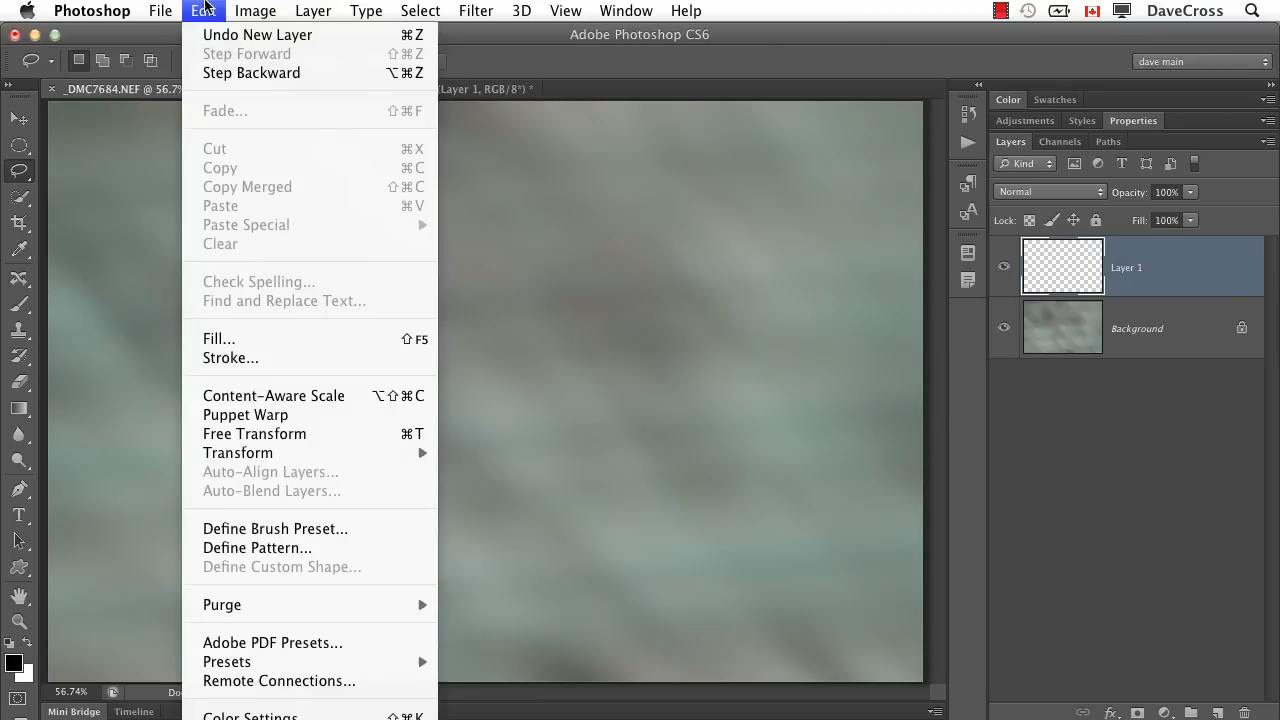 Photoshop File Edit Image Layer Type Select Filter 3D View Window Help DaveCross
Adobe Photoshop CS6
dave main
_DMC7684.NEF @ 56.7%
(Layer 1, RGB/8*) *
Undo New Layer ⌘Z
Step Forward ⇧⌘Z
Step Backward ⌥⌘Z
Fade... ⇧⌘F
Cut ⌘X
Copy ⌘C
Copy Merged ⇧⌘C
Paste ⌘V
Paste Special
Clear
Check Spelling...
Find and Replace Text...
Fill... ⇧F5
Stroke...
Content-Aware Scale ⌥⇧⌘C
Puppet Warp
Free Transform ⌘T
Transform
Auto-Align Layers...
Auto-Blend Layers...
Define Brush Preset...
Define Pattern...
Define Custom Shape...
Purge
Adobe PDF Presets...
Presets
Remote Connections...
Color Settings... ⇧⌘K
Color Swatches
Adjustments Styles Properties
Layers Channels Paths
Kind
Normal Opacity: 100%
Lock: Fill: 100%
Layer 1
Background
56.74% Do
Mini Bridge Timeline